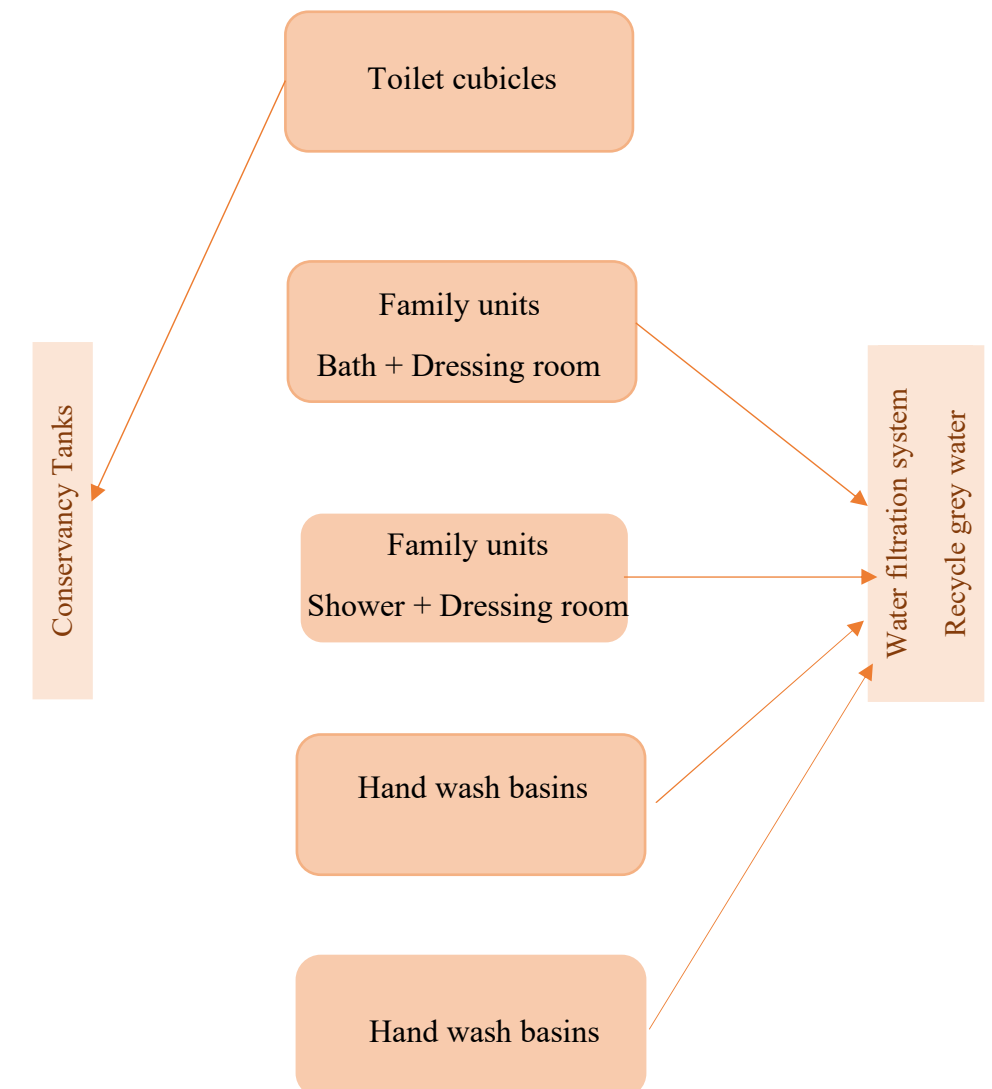 Toilet cubicles
Family units
Bath + Dressing room
Conservancy Tanks
Water filtration system
Recycle grey water
Family units
Shower + Dressing room
Hand wash basins
Hand wash basins